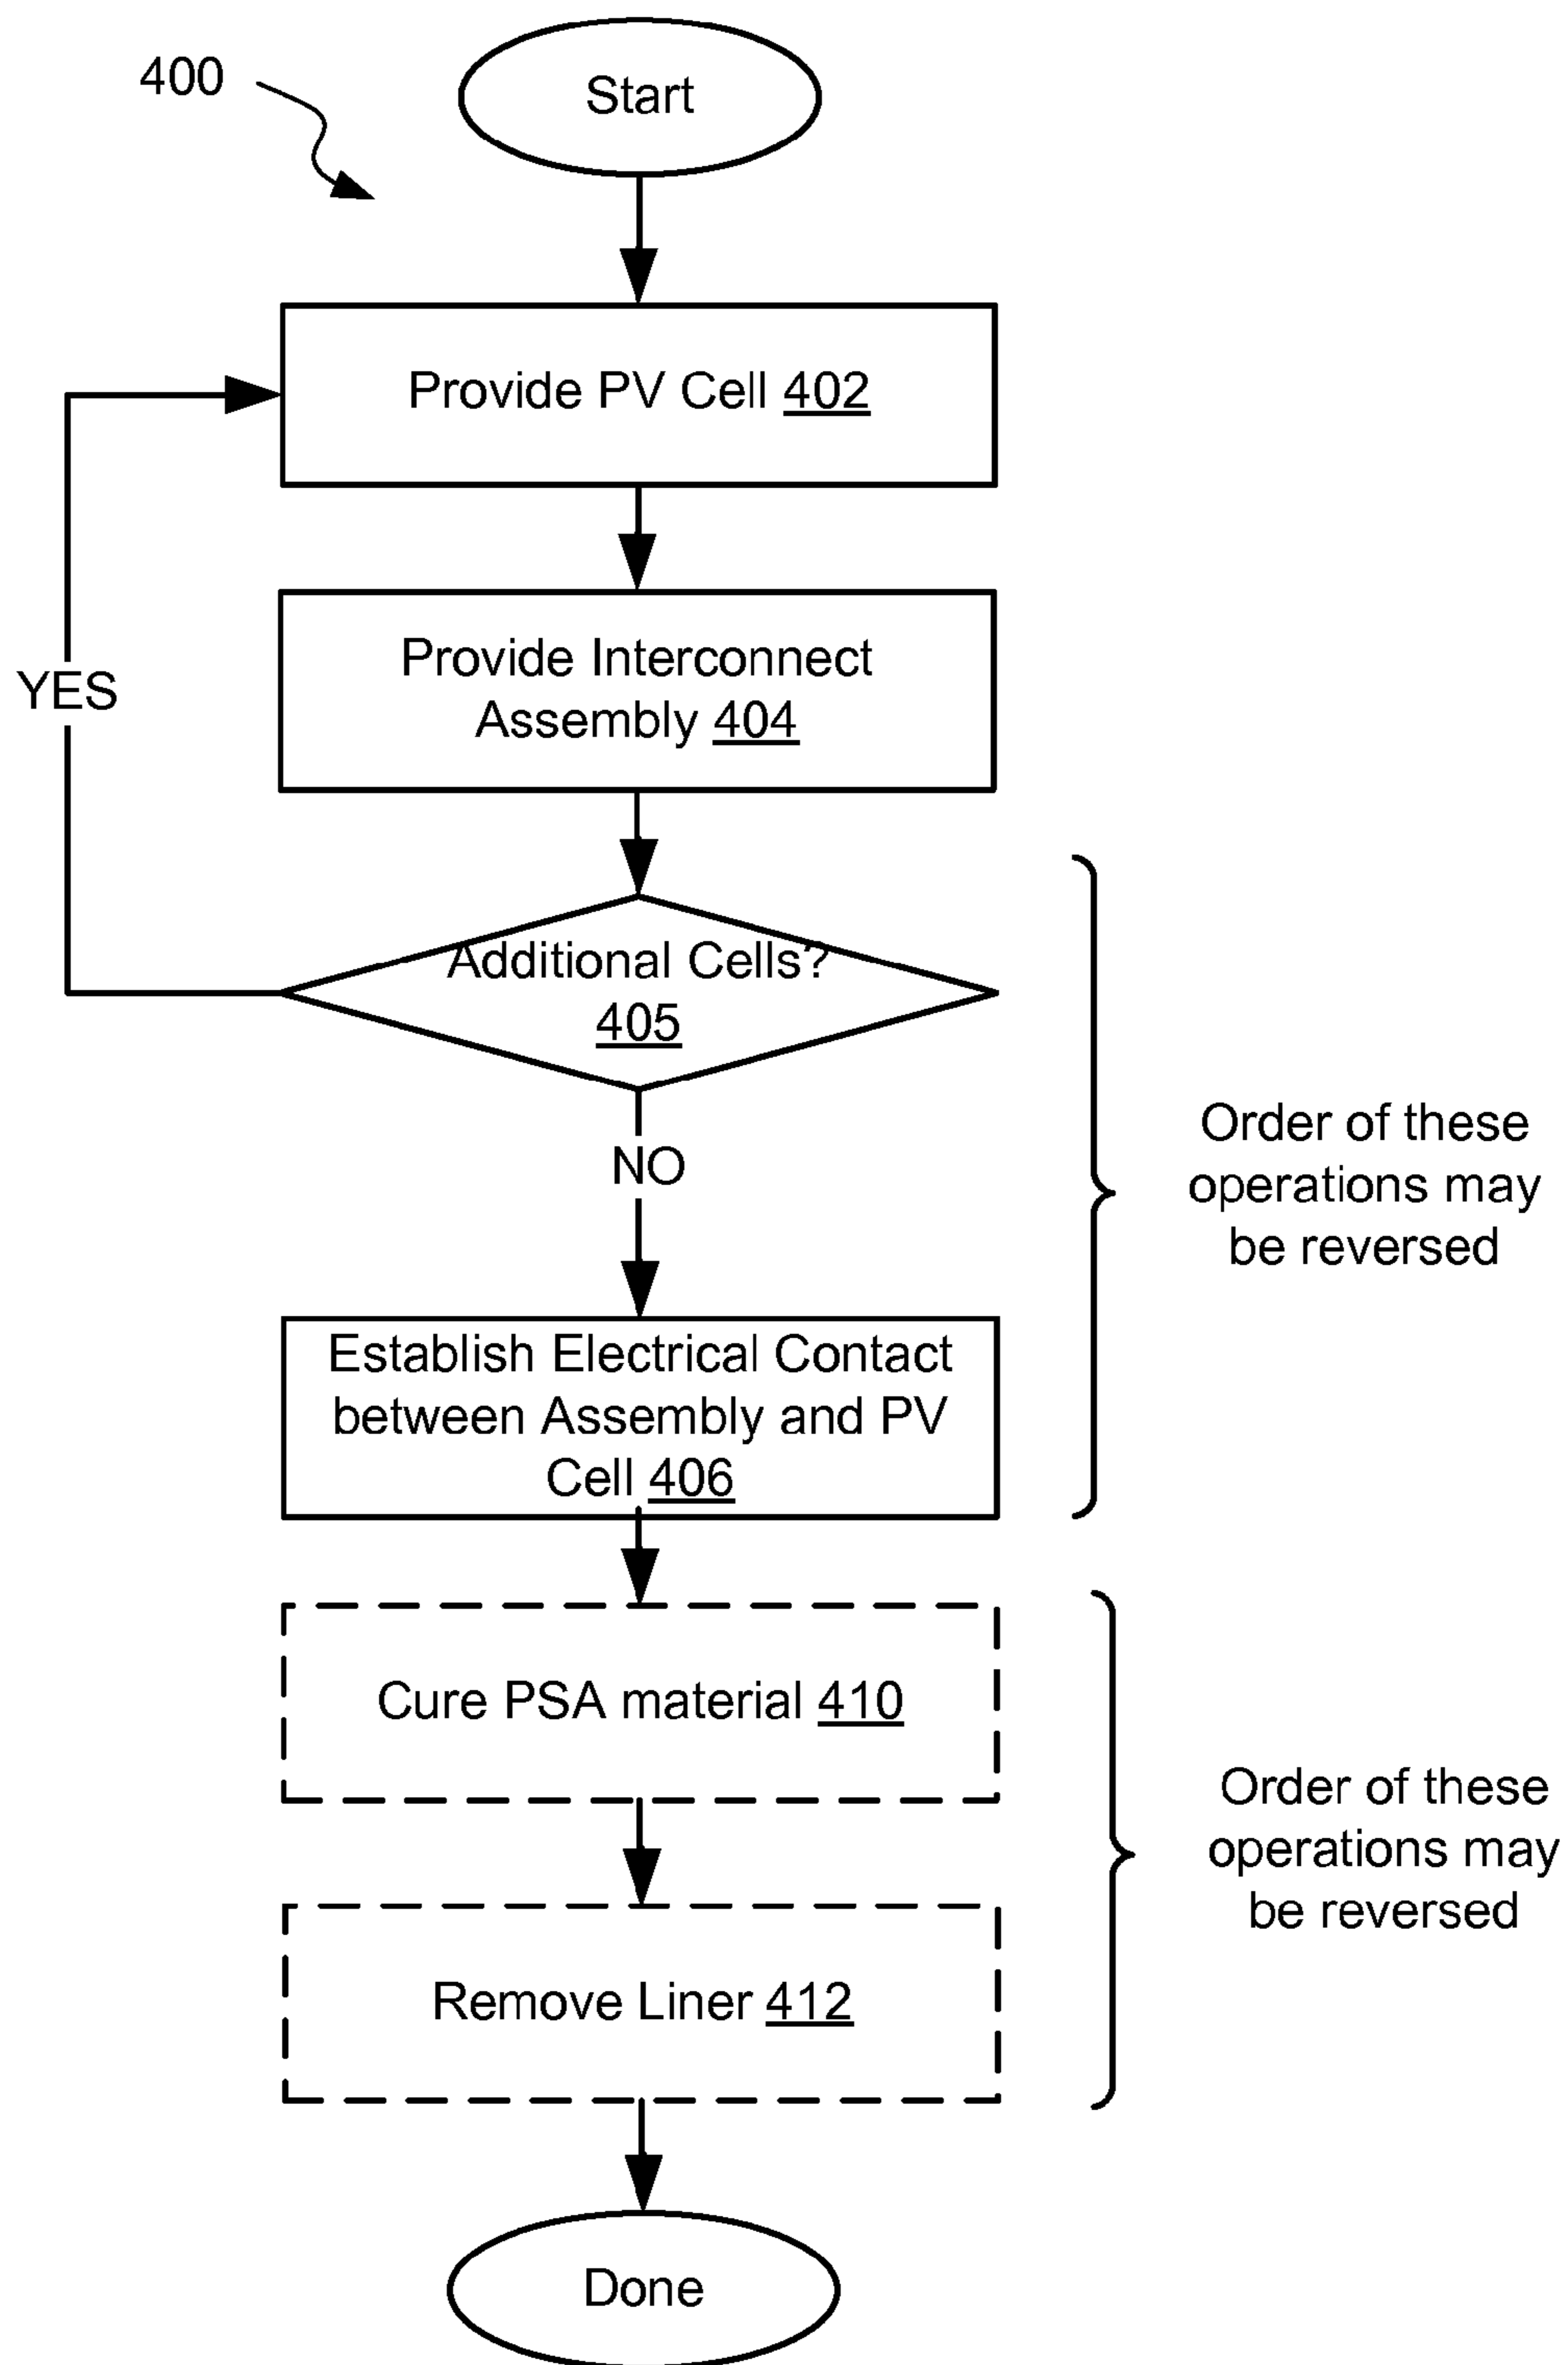 400
Start
Provide PV Cell 402
Provide Interconnect
Assembly 404
YES
Additional Cells?
405
NO
Order of these
operations may
be reversed
Establish Electrical Contact
between Assembly and PV
Cell 406
Cure PSA material 410
Order of these
operations may
be reversed
Remove Liner 412
Done